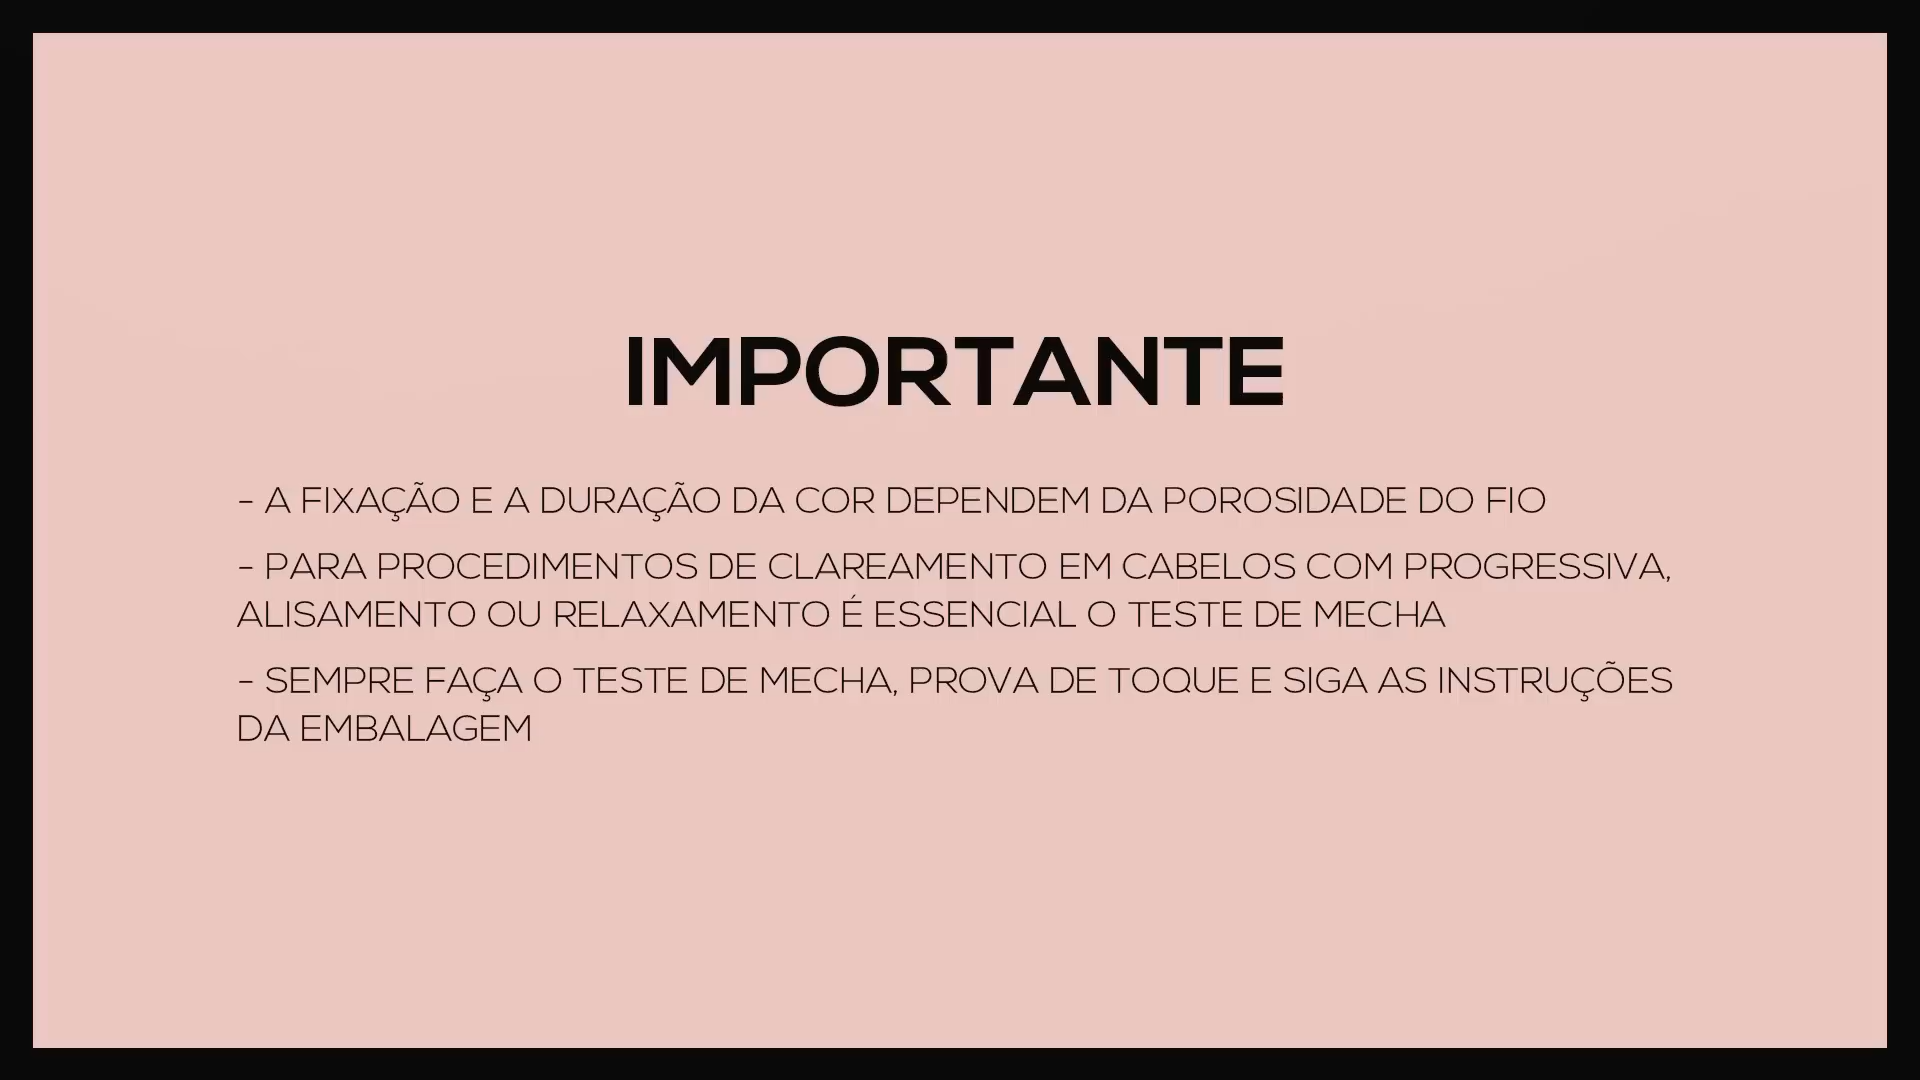 IMPORTANTE
- A FIXAÇÃO E A DURAÇÃO DA COR DEPENDEM DA POROSIDADE DO FIO
- PARA PROCEDIMENTOS DE CLAREAMENTO EM CABELOS COM PROGRESSIVA,
ALISAMENTO OU RELAXAMENTO É ESSENCIAL O TESTE DE MECHA
- SEMPRE FAÇA O TESTE DE MECHA, PROVA DE TOQUE E SIGA AS INSTRUÇÕES
DA EMBALAGEM